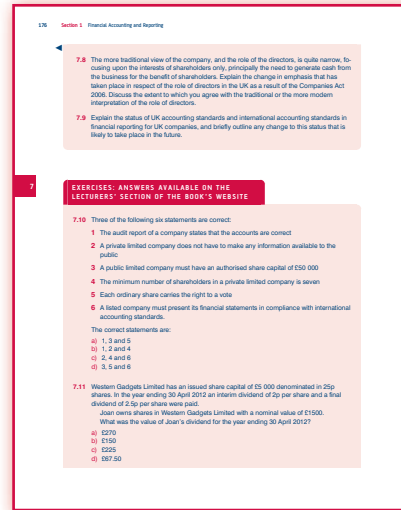 176 Section 1 Financial Accounting and Reporting
7.8 The more traditional view of the company, and the role of the directors, is quite narrow, fo-
cusing upon the interests of shareholders only, principally the need to generate cash from
the business for the benefit of shareholders. Explain the change in emphasis that has
taken place in respect of the role of directors in the UK as a result of the Companies Act
2006. Discuss the extent to which you agree with the traditional or the more modern
interpretation of the role of directors.
7.9 Explain the status of UK accounting standards and international accounting standards in
financial reporting for UK companies, and briefly outline any change to this status that is
likely to take place in the future.
7
EXERCISES: ANSWERS AVAILABLE ON THE
LECTURERS' SECTION OF THE BOOK'S WEBSITE
7.10 Three of the following six statements are correct:
1 The audit report of a company states that the accounts are correct
2 A private limited company does not have to make any information available to the
public
3 A public limited company must have an authorised share capital of £50 000
4 The minimum number of shareholders in a private limited company is seven
5 Each ordinary share carries the right to a vote
6 A listed company must present its financial statements in compliance with international
accounting standards.
The correct statements are:
a) 1, 3 and 5
b) 1, 2 and 4
c) 2, 4 and 6
d) 3, 5 and 6
7.11 Western Gadgets Limited has an issued share capital of £5 000 denominated in 25p
shares. In the year ending 30 April 2012 an interim dividend of 2p per share and a final
dividend of 2.5p per share were paid.
Joan owns shares in Western Gadgets Limited with a nominal value of £1500.
What was the value of Joan's dividend for the year ending 30 April 2012?
a) £270
b) £150
c) £225
d) £67.50